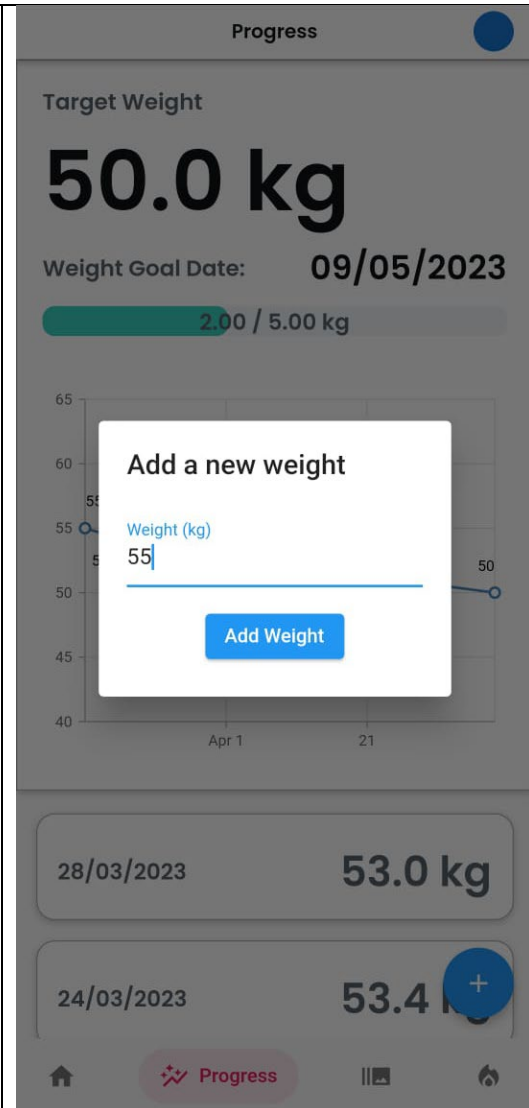 Progress
Target Weight
50.0 kg
Weight Goal Date: 09/05/2023
2.00 / 5.00 kg
65
60
Add a new weight
55
55
Weight (kg)
55
50
50
Add Weight
45
40
Apr 1 21
28/03/2023 53.0 kg
24/03/2023 53.4
+
Progress